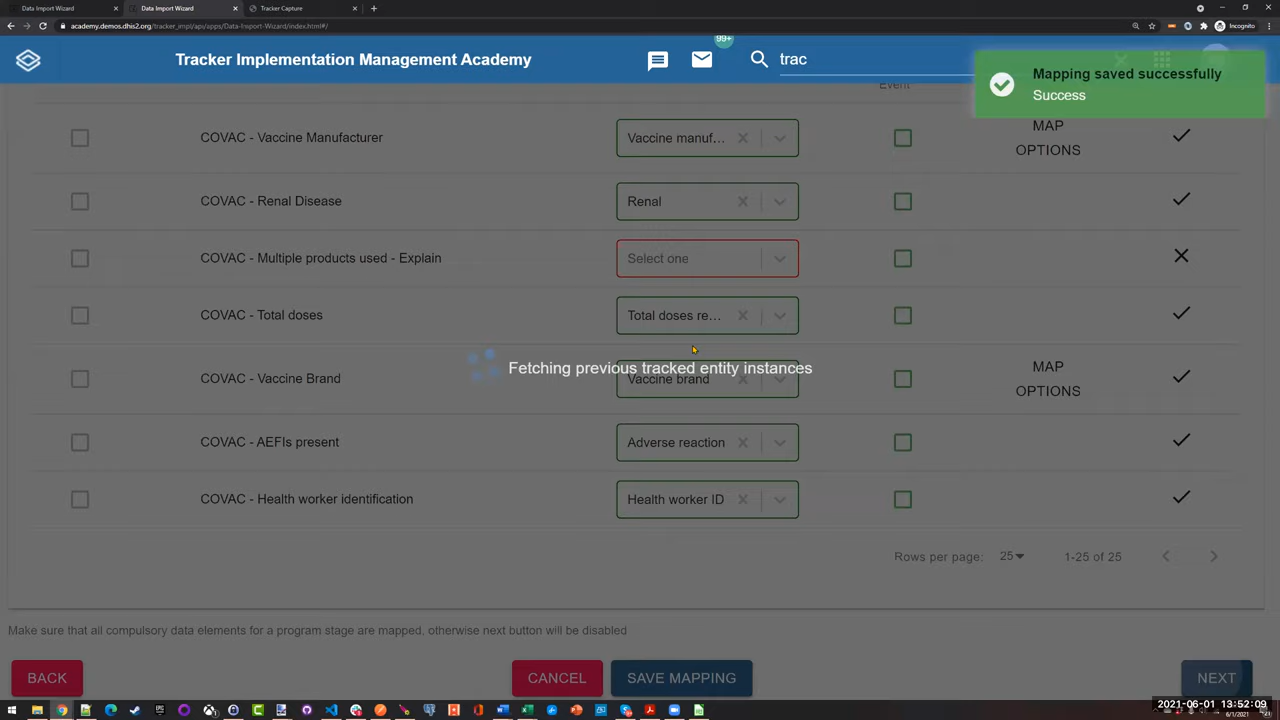 Data Import Wizard
Data Import Wizard
Tracker Capture
academy.demos.dhis2.org/tracker_impl/api/apps/Data-Import-Wizard/index.html#/
Incognito
Tracker Implementation Management Academy
99+
trac
Mapping saved successfully
Success
Event
COVAC - Vaccine Manufacturer
Vaccine manuf...
MAP
OPTIONS
COVAC - Renal Disease
Renal
COVAC - Multiple products used - Explain
Select one
COVAC - Total doses
Total doses re...
Fetching previous tracked entity instances
COVAC - Vaccine Brand
Vaccine brand
MAP
OPTIONS
COVAC - AEFIs present
Adverse reaction
COVAC - Health worker identification
Health worker ID
Rows per page:
25
1-25 of 25
Make sure that all compulsory data elements for a program stage are mapped, otherwise next button will be disabled
BACK
CANCEL
SAVE MAPPING
NEXT
2021-06-01 13:52:09
6/1/2021